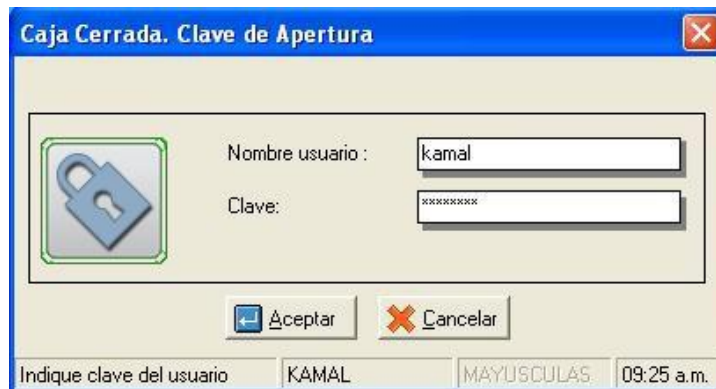 Caja Cerrada. Clave de Apertura
Nombre usuario : kamal
Clave: ********
Aceptar Cancelar
Indique clave del usuario KAMAL MAYUSCULAS 09:25 a.m.